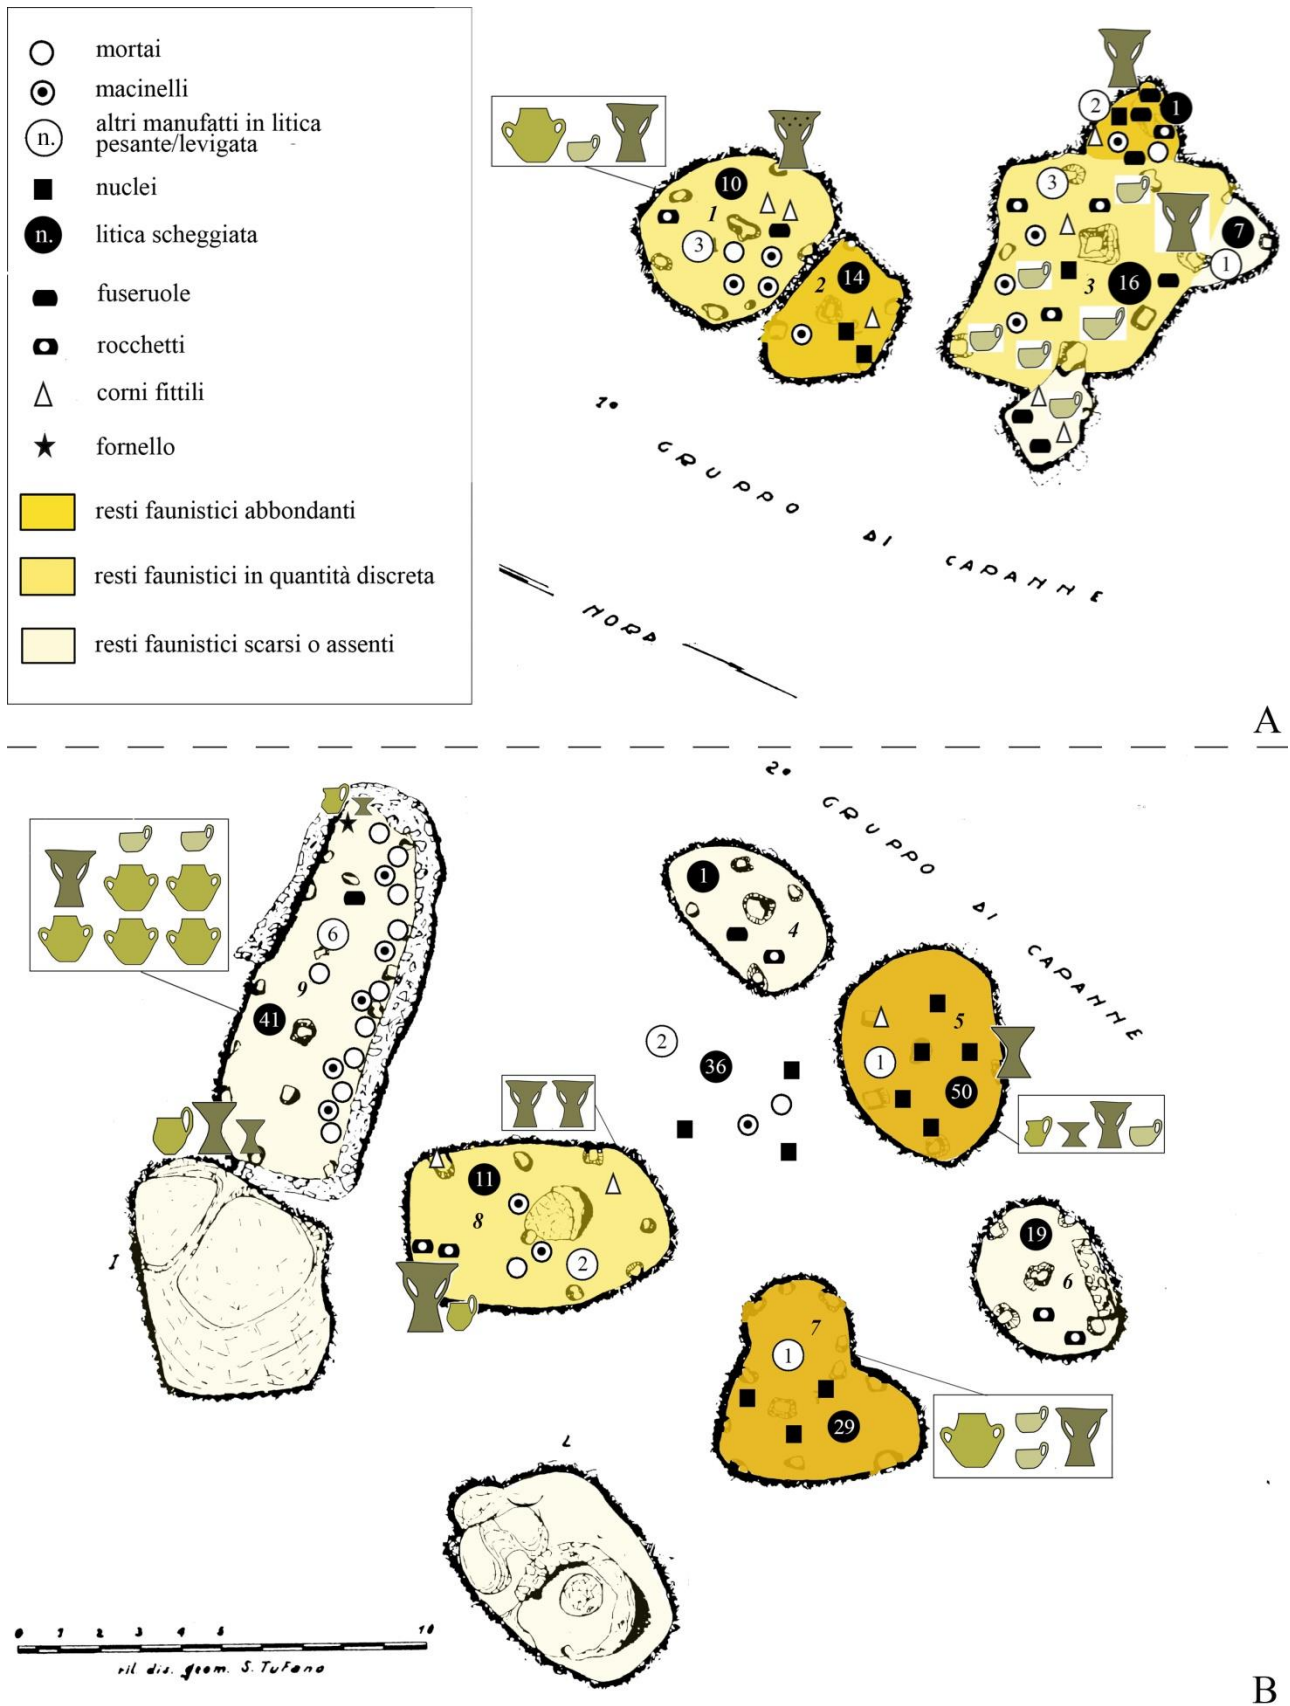 mortai
macinelli
n.
altri manufatti in litica
pesante/levigata
nuclei
n.
litica scheggiata
fuseruole
rocchetti
corni fittili
fornello
resti faunistici abbondanti
resti faunistici in quantità discreta
resti faunistici scarsi o assenti
10
1
3
2
14
2
1
3
7
1
3
16
1º GRUPPO DI CAPANNE
NORD
A
2º GRUPPO DI CAPANNE
6
9
41
1
4
2
36
5
1
50
11
8
2
19
6
7
1
29
I
L
0 1 2 3 4 5 10
ril. dis. geom. S. Tufano
B